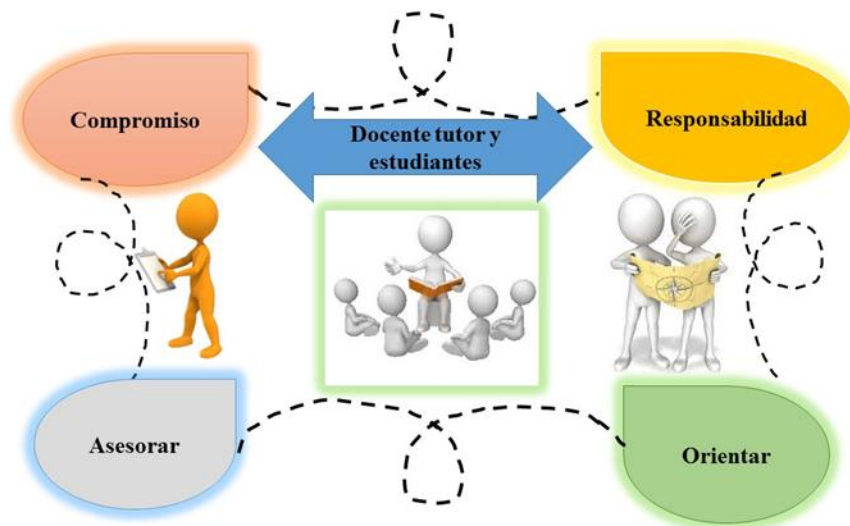 Compromiso
Docente tutor y
estudiantes
Responsabilidad
Asesorar
Orientar